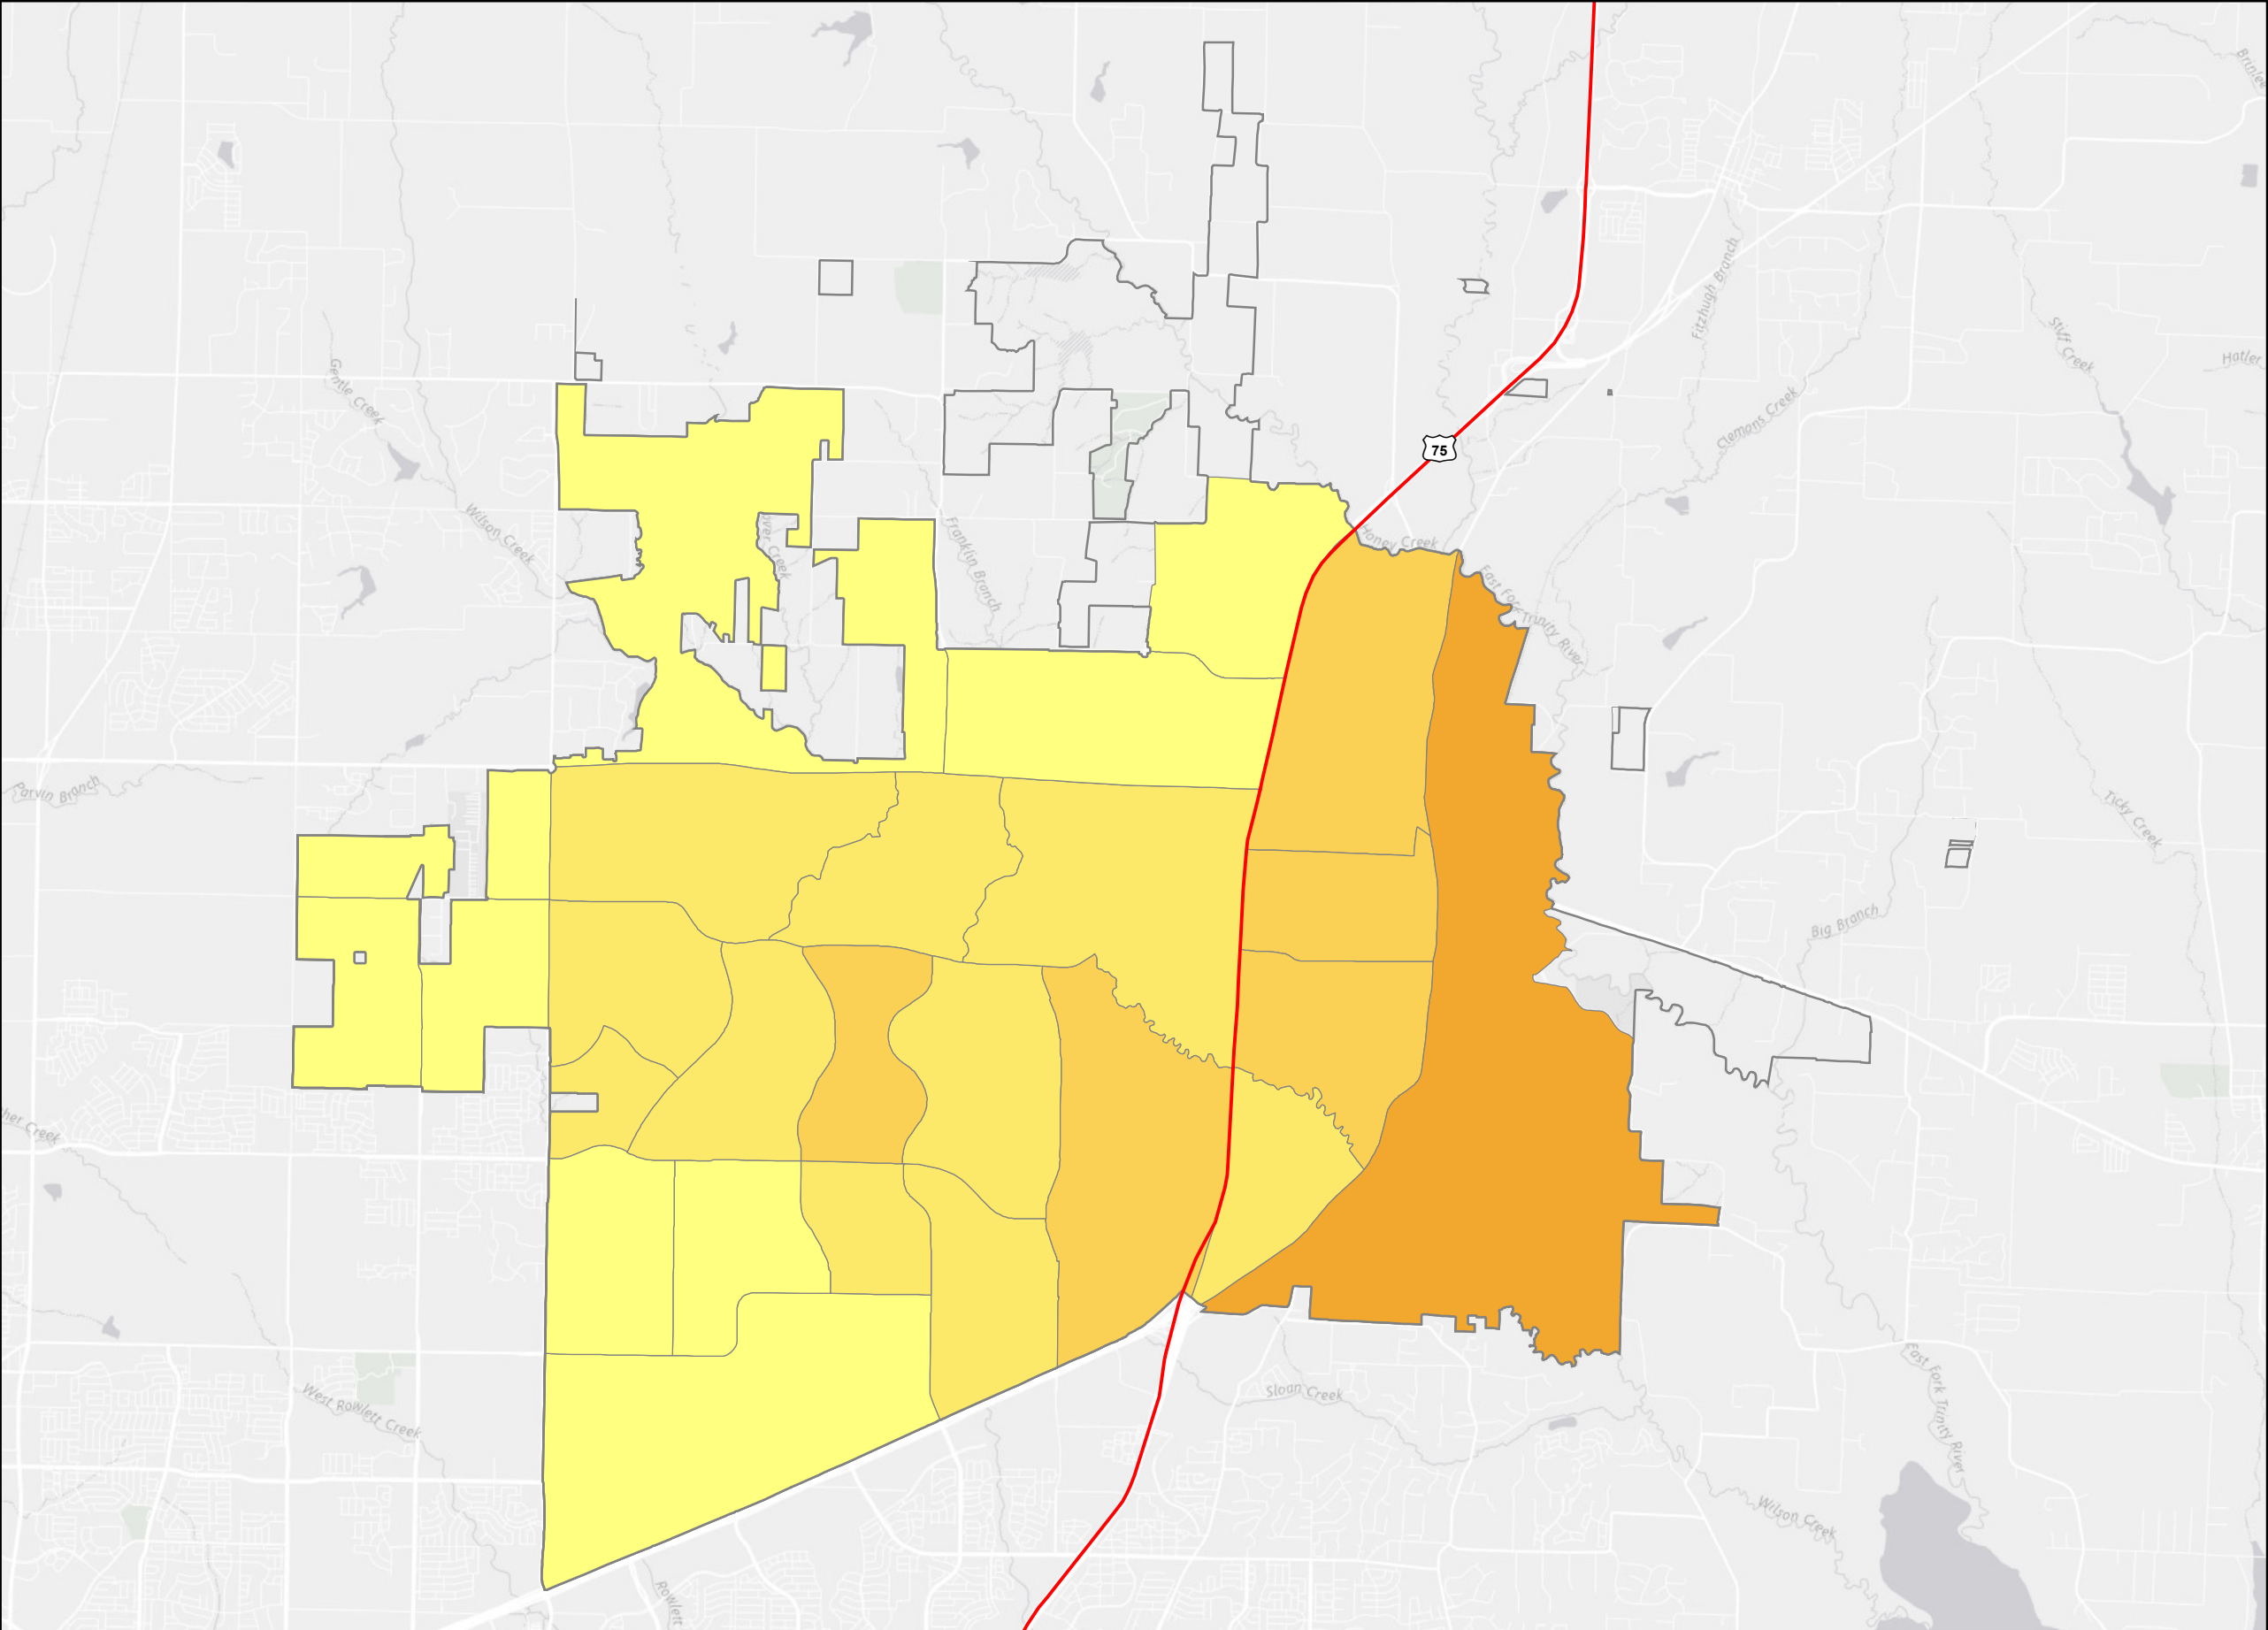 Gentle Creek
Wilson Creek
Parvin Branch
Franklin Branch
75
Honey Creek
East Fork Trinity River
Fitzhugh Branch
Clemons Creek
Stiff Creek
Hatler
Ticky Creek
Big Branch
West Rowlett Creek
Rowlett
Sloan Creek
Wilson Creek
East Fork Trinity River